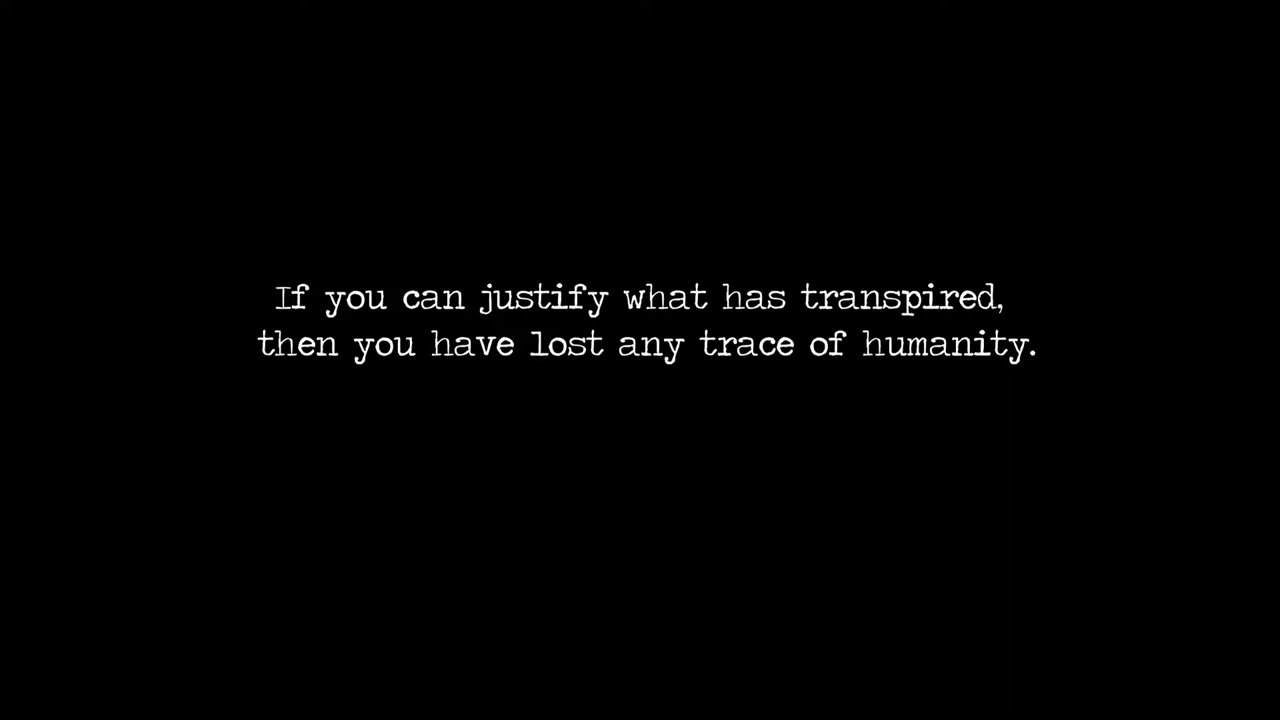 If you can justify what has transpired,
then you have lost any trace of humanity.